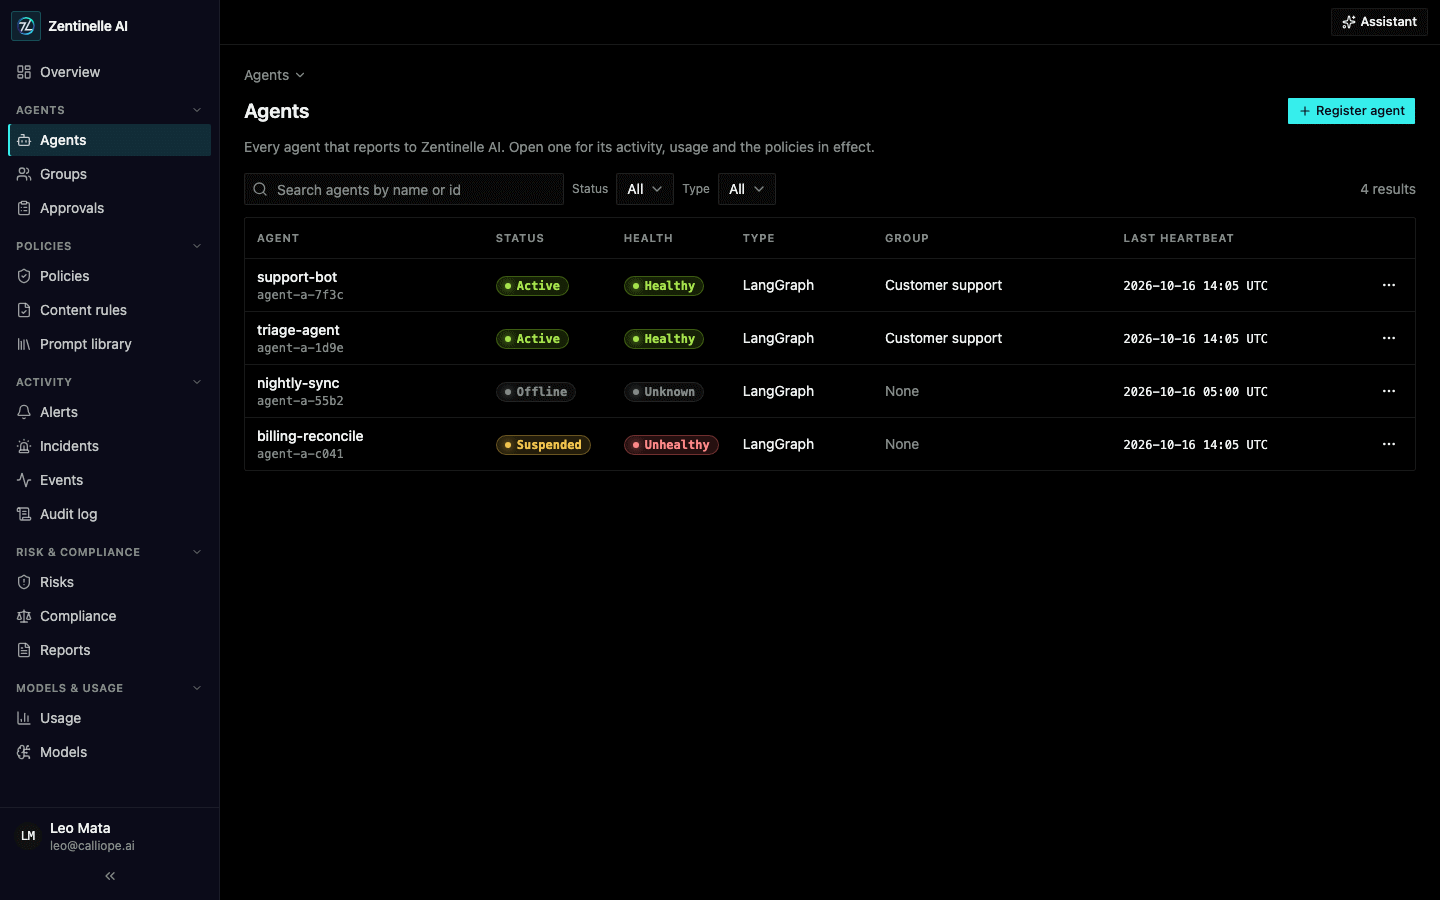 Zentinelle AI
Assistant
Overview
AGENTS
Agents
Groups
Approvals
POLICIES
Policies
Content rules
Prompt library
ACTIVITY
Alerts
Incidents
Events
Audit log
RISK & COMPLIANCE
Risks
Compliance
Reports
MODELS & USAGE
Usage
Models
LM
Leo Mata
leo@calliope.ai
Agents
Agents
+ Register agent
Every agent that reports to Zentinelle AI. Open one for its activity, usage and the policies in effect.
Search agents by name or id Status All Type All 4 results
AGENT STATUS HEALTH TYPE GROUP LAST HEARTBEAT
support-bot
agent-a-7f3c
Active Healthy LangGraph Customer support 2026-10-16 14:05 UTC
triage-agent
agent-a-1d9e
Active Healthy LangGraph Customer support 2026-10-16 14:05 UTC
nightly-sync
agent-a-55b2
Offline Unknown LangGraph None 2026-10-16 05:00 UTC
billing-reconcile
agent-a-c041
Suspended Unhealthy LangGraph None 2026-10-16 14:05 UTC